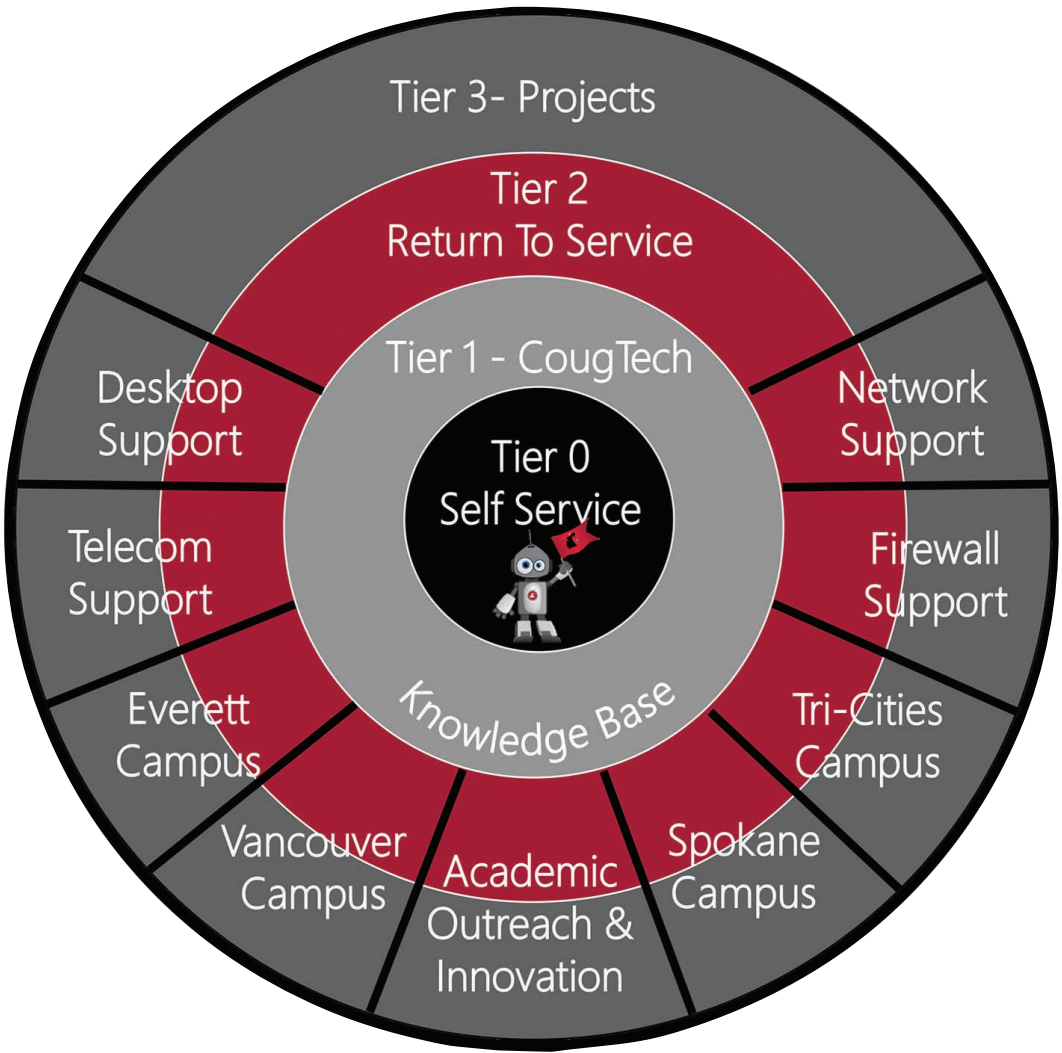 Tier 3- Projects
Tier 2
Return To Service
Tier 1 - CougTech
Tier 0
Self Service
Knowledge Base
Desktop
Support
Network
Support
Telecom
Support
Firewall
Support
Everett
Campus
Tri-Cities
Campus
Vancouver
Campus
Academic
Outreach &
Innovation
Spokane
Campus